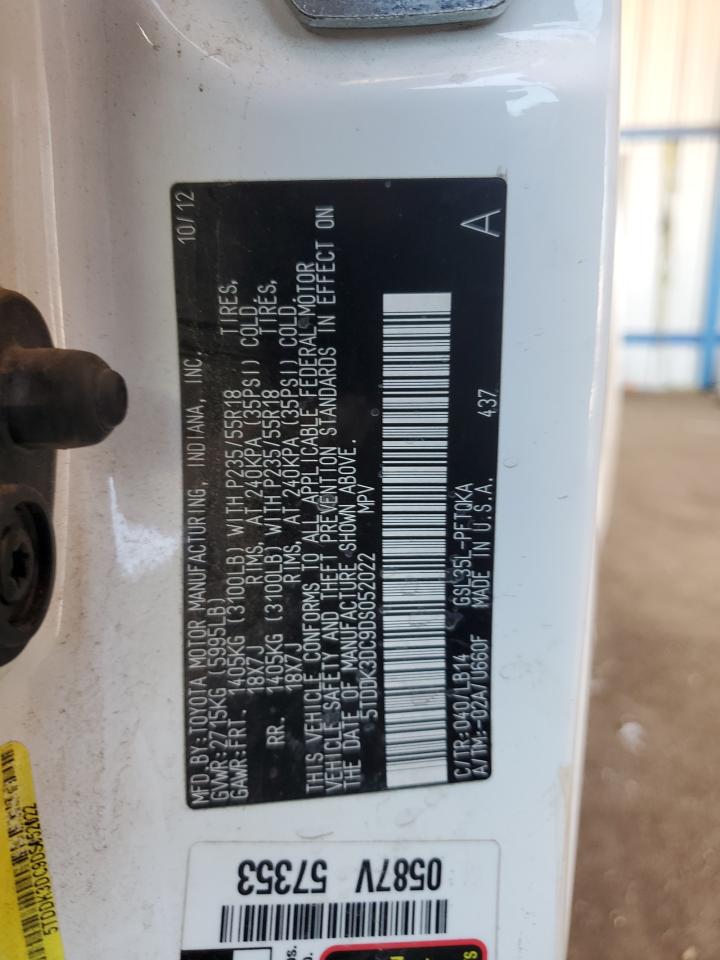 MFD. BY: TOYOTA MOTOR MANUFACTURING, INDIANA, INC. 10/12
GVWR: 2715KG (5995LB)
GAWR: FRT. 1405KG (3100LB) WITH P235/55R18 TIRES,
18X7J RIMS, AT 240KPA (35PSI) COLD.
RR. 1405KG (3100LB) WITH P235/55R18 TIRES,
18X7J RIMS, AT 240KPA (35PSI) COLD.
THIS VEHICLE CONFORMS TO ALL APPLICABLE FEDERAL MOTOR
VEHICLE SAFETY AND THEFT PREVENTION STANDARDS IN EFFECT ON
THE DATE OF MANUFACTURE SHOWN ABOVE.
5TDDK3DC9DS052022 MPV
C/TR: 040/LB14 GSL35L-PFTQKA 437
A/TM: -02A/U660F MADE IN U.S.A. A
0587V 57353